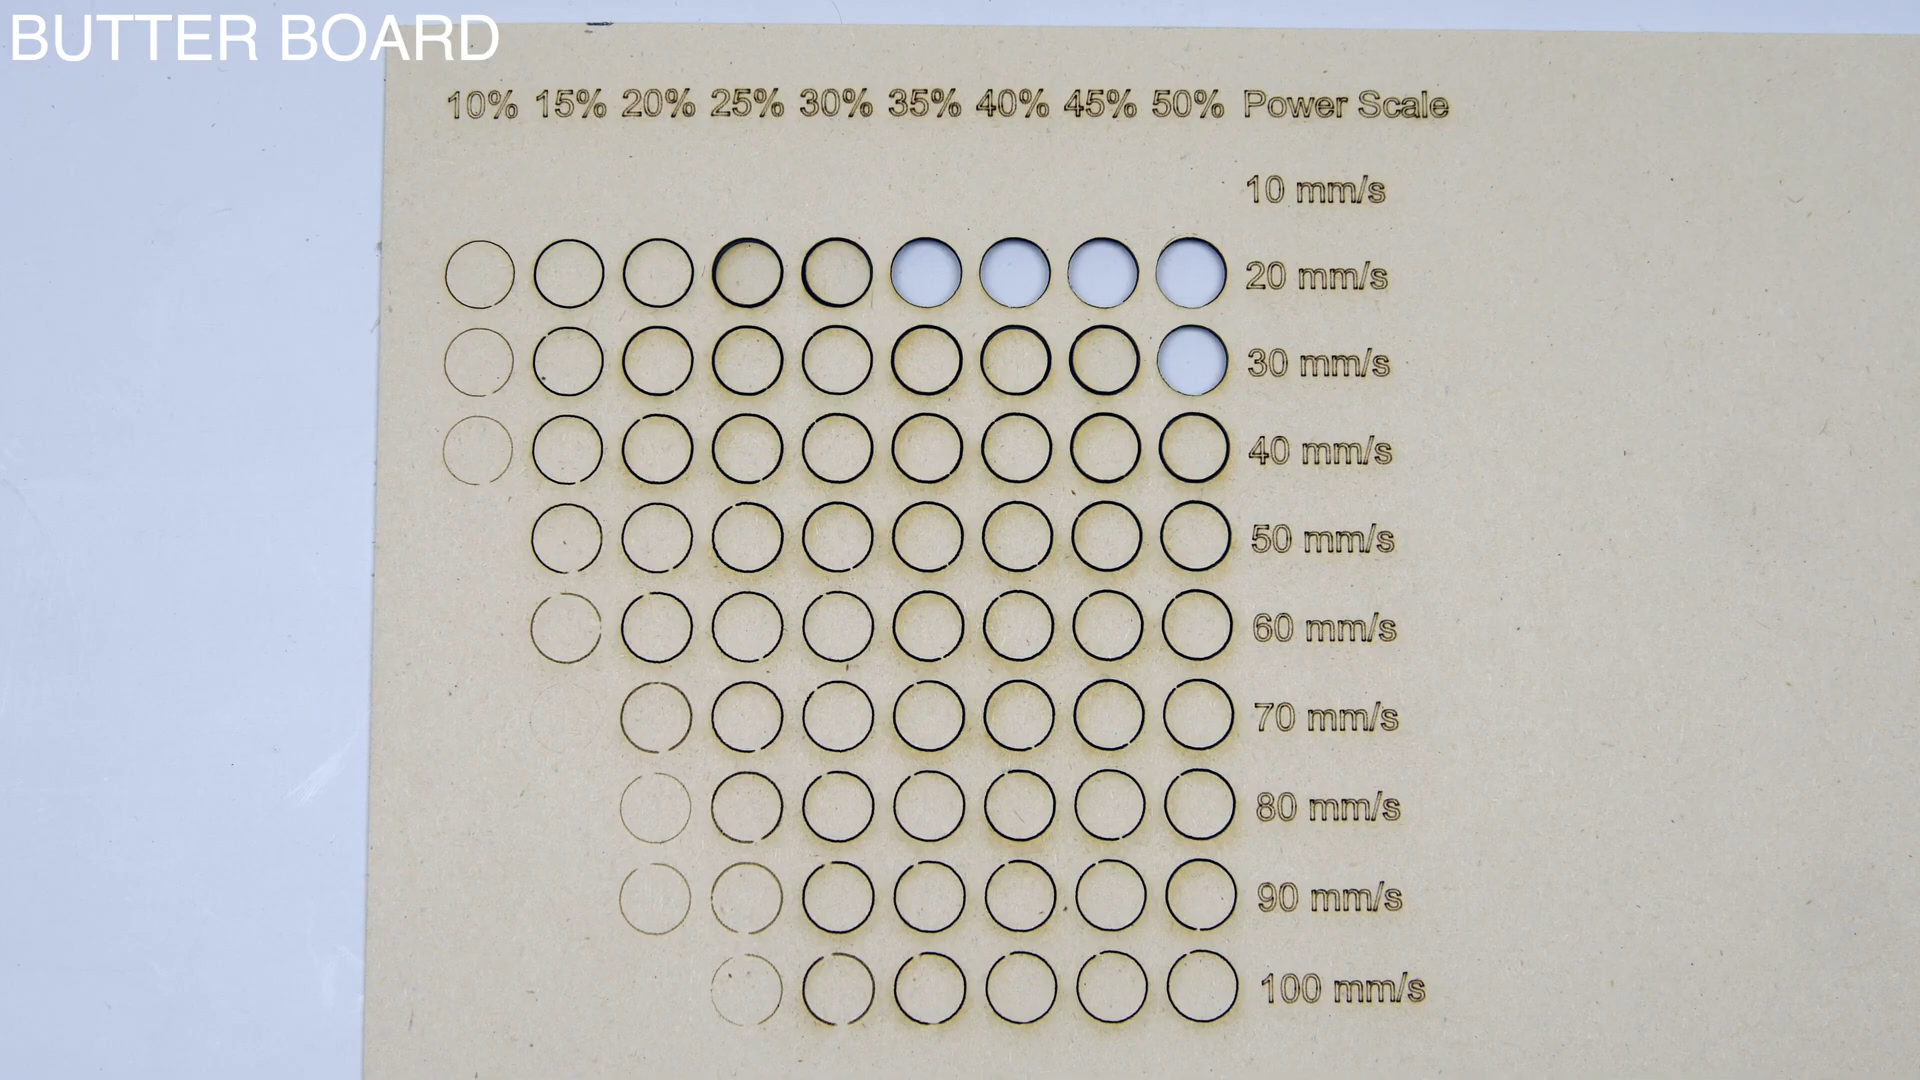 BUTTER BOARD
10% 15% 20% 25% 30% 35% 40% 45% 50% Power Scale
10 mm/s
20 mm/s
30 mm/s
40 mm/s
50 mm/s
60 mm/s
70 mm/s
80 mm/s
90 mm/s
100 mm/s